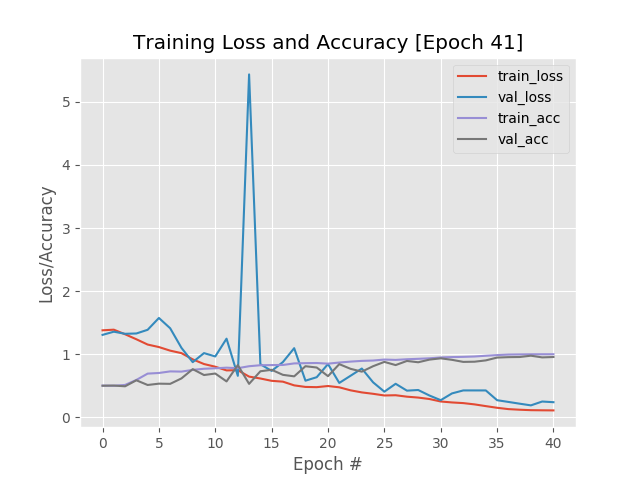 Training Loss and Accuracy [Epoch 41]
train_loss
val_loss
train_acc
val_acc
Loss/Accuracy
5
4
3
2
1
0
0 5 10 15 20 25 30 35 40
Epoch #